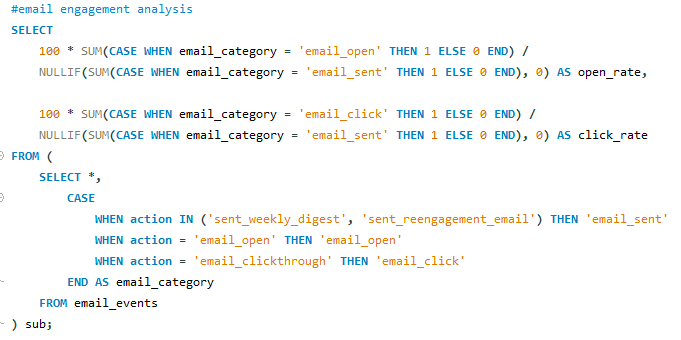 #email engagement analysis
SELECT
100 * SUM(CASE WHEN email_category = 'email_open' THEN 1 ELSE 0 END) /
NULLIF(SUM(CASE WHEN email_category = 'email_sent' THEN 1 ELSE 0 END), 0) AS open_rate,
100 * SUM(CASE WHEN email_category = 'email_click' THEN 1 ELSE 0 END) /
NULLIF(SUM(CASE WHEN email_category = 'email_sent' THEN 1 ELSE 0 END), 0) AS click_rate
FROM (
SELECT *,
CASE
WHEN action IN ('sent_weekly_digest', 'sent_reengagement_email') THEN 'email_sent'
WHEN action = 'email_open' THEN 'email_open'
WHEN action = 'email_clickthrough' THEN 'email_click'
END AS email_category
FROM email_events
) sub;